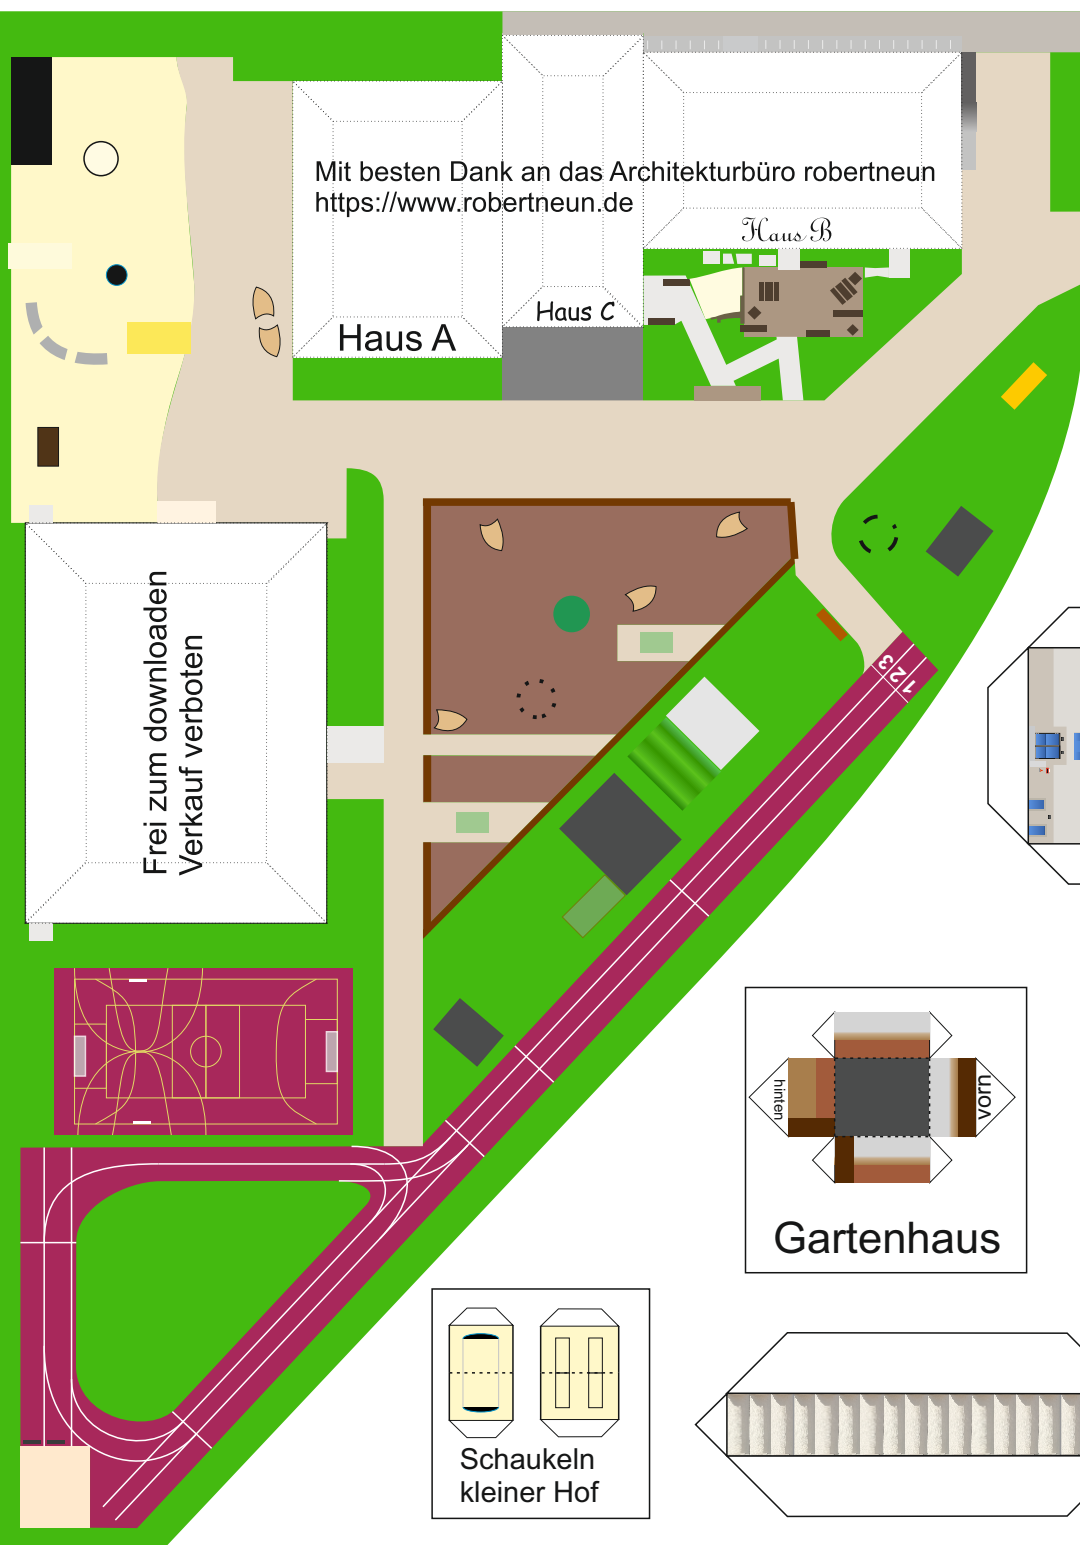 Mit besten Dank an das Architekturbüro robertneun
https://www.robertneun.de
Haus B
Haus C
Haus A
Frei zum downloaden
Verkauf verboten
1 2 3
hinten
vorn
Gartenhaus
Schaukeln
kleiner Hof